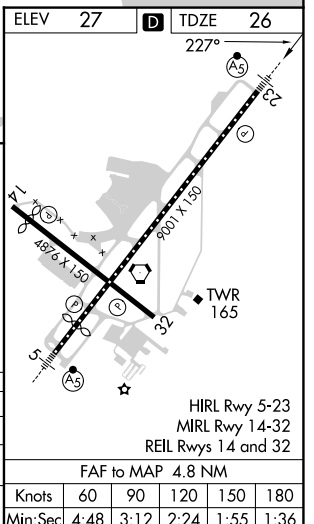 ELEV 27 D TDZE 26
227°
A5
23
P
14
P
x x x x
4876 X 150
9001 X 150
P
P
TWR
165
32
5
A5
HIRL Rwy 5-23
MIRL Rwy 14-32
REIL Rwys 14 and 32
FAF to MAP 4.8 NM
Knots 60 90 120 150 180
Min:Sec 4:48 3:12 2:24 1:55 1:36